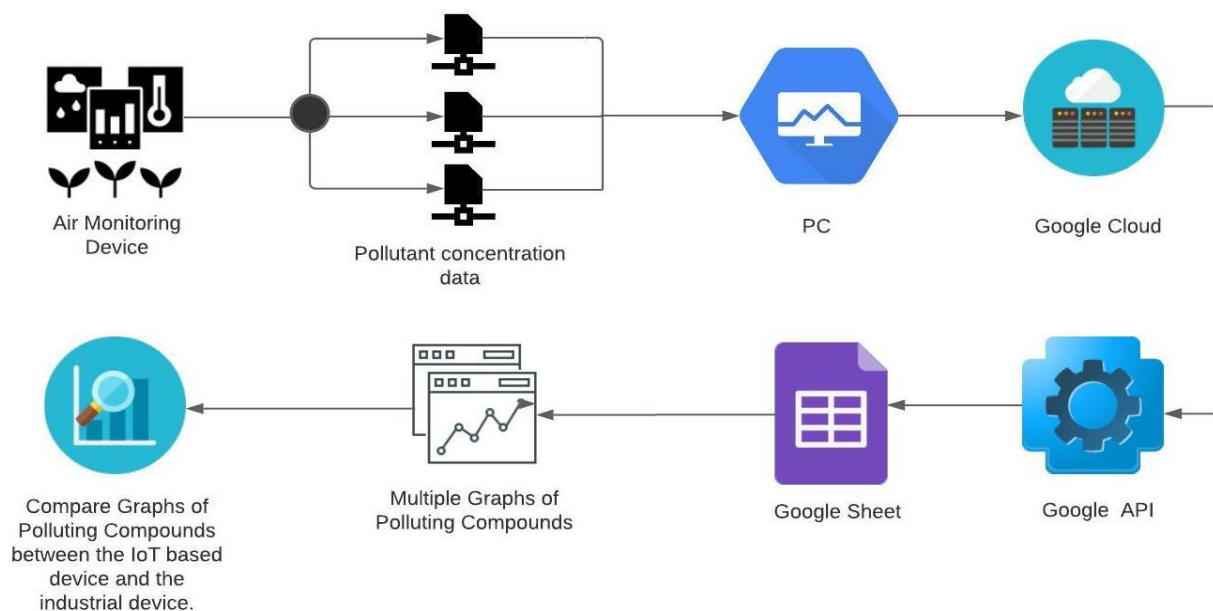 Air Monitoring
Device
Pollutant concentration
data
PC
Google Cloud
Compare Graphs of
Polluting Compounds
between the IoT based
device and the
industrial device.
Multiple Graphs of
Polluting Compounds
Google Sheet
Google API